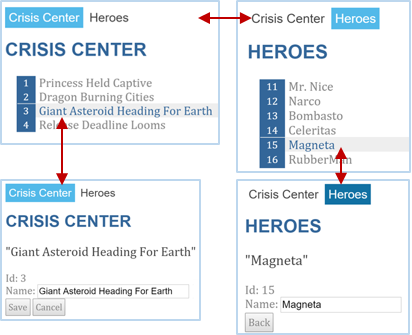 Crisis Center Heroes
CRISIS CENTER
1 Princess Held Captive
2 Dragon Burning Cities
3 Giant Asteroid Heading For Earth
4 Release Deadline Looms
Crisis Center Heroes
HEROES
11 Mr. Nice
12 Narco
13 Bombasto
14 Celeritas
15 Magneta
16 RubberMan
Crisis Center Heroes
CRISIS CENTER
"Giant Asteroid Heading For Earth"
Id: 3
Name: Giant Asteroid Heading For Earth
Save Cancel
Crisis Center Heroes
HEROES
"Magneta"
Id: 15
Name: Magneta
Back